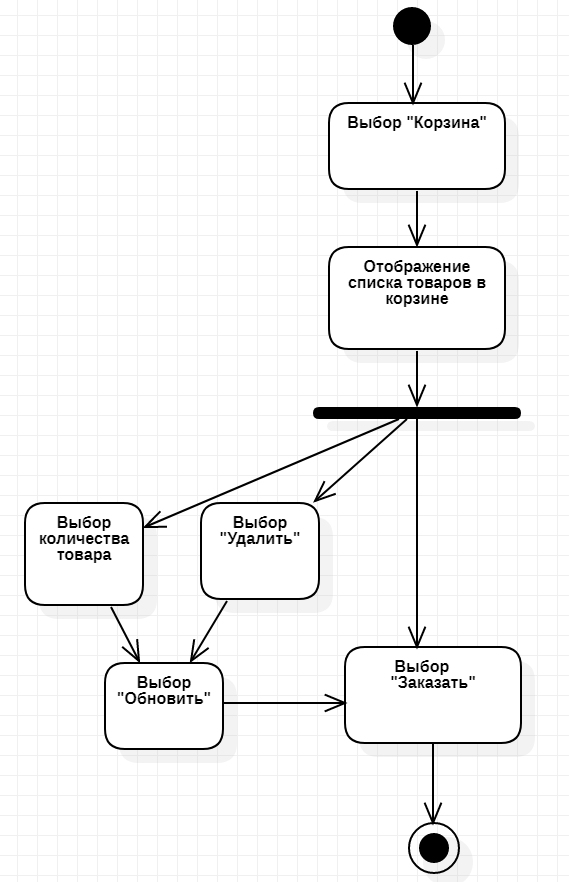 Выбор "Корзина"
Отображение
списка товаров в
корзине
Выбор
количества
товара
Выбор
"Удалить"
Выбор
"Обновить"
Выбор
"Заказать"